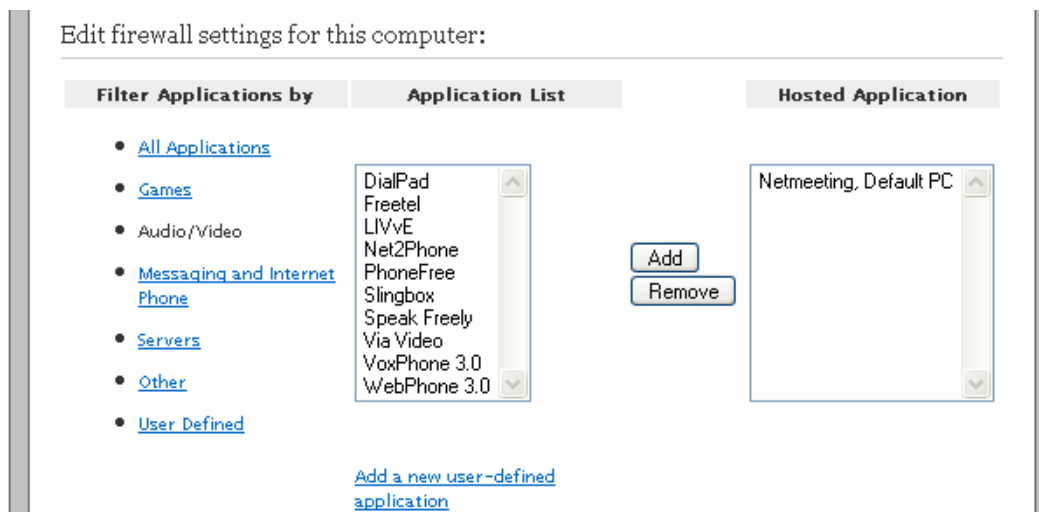 Edit firewall settings for this computer:
Filter Applications by
Application List
Hosted Application
All Applications
Games
Audio/Video
Messaging and Internet
Phone
Servers
Other
User Defined
DialPad
Freetel
LIVvE
Net2Phone
PhoneFree
Slingbox
Speak Freely
Via Video
VoxPhone 3.0
WebPhone 3.0
Add a new user-defined
application
Add
Remove
Netmeeting, Default PC